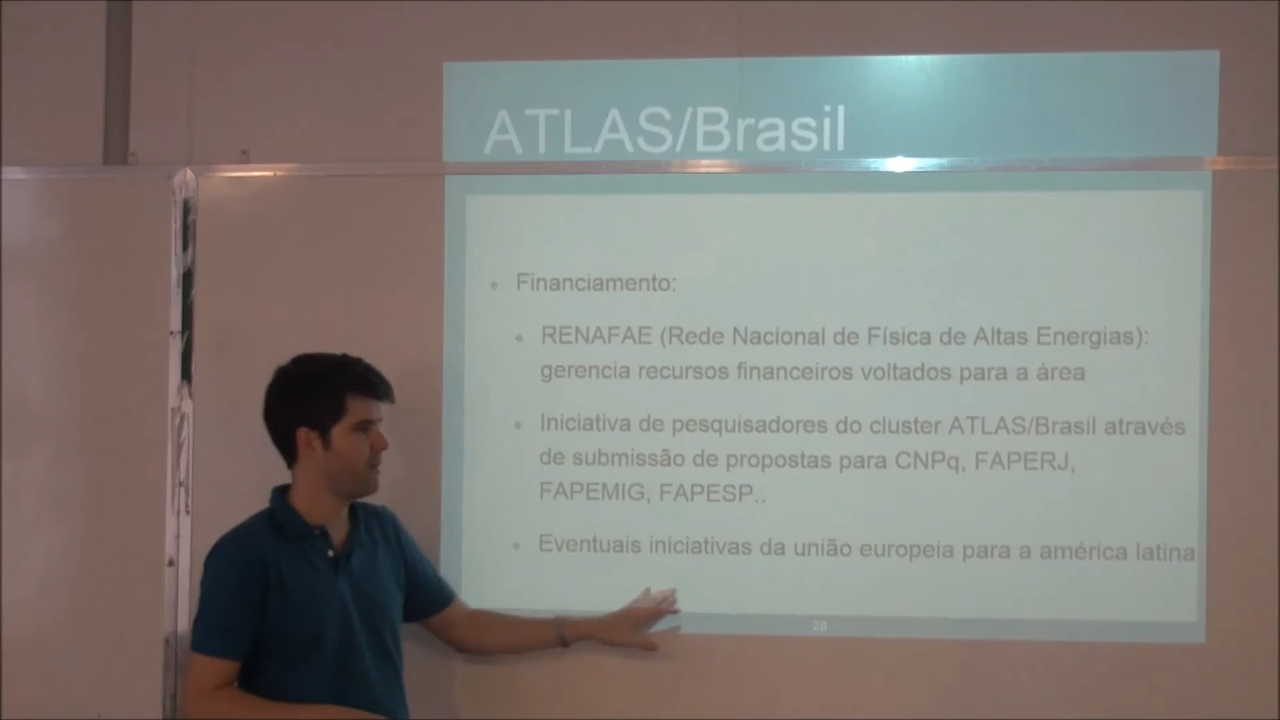 ATLAS/Brasil
Financiamento:
RENAFAE (Rede Nacional de Física de Altas Energias):
gerencia recursos financeiros voltados para a área
Iniciativa de pesquisadores do cluster ATLAS/Brasil através
de submissão de propostas para CNPq, FAPERJ,
FAPEMIG, FAPESP..
Eventuais iniciativas da união europeia para a américa latina
28